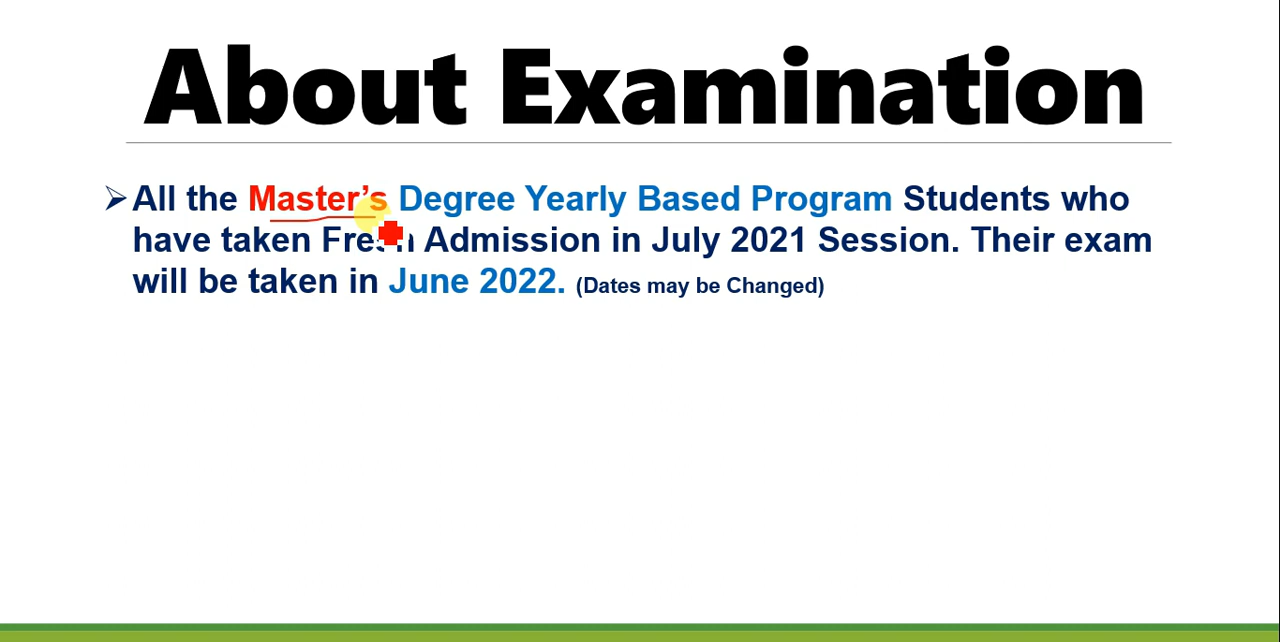 About Examination
All the Master’s Degree Yearly Based Program Students who
have taken Fresh Admission in July 2021 Session. Their exam
will be taken in June 2022. (Dates may be Changed)